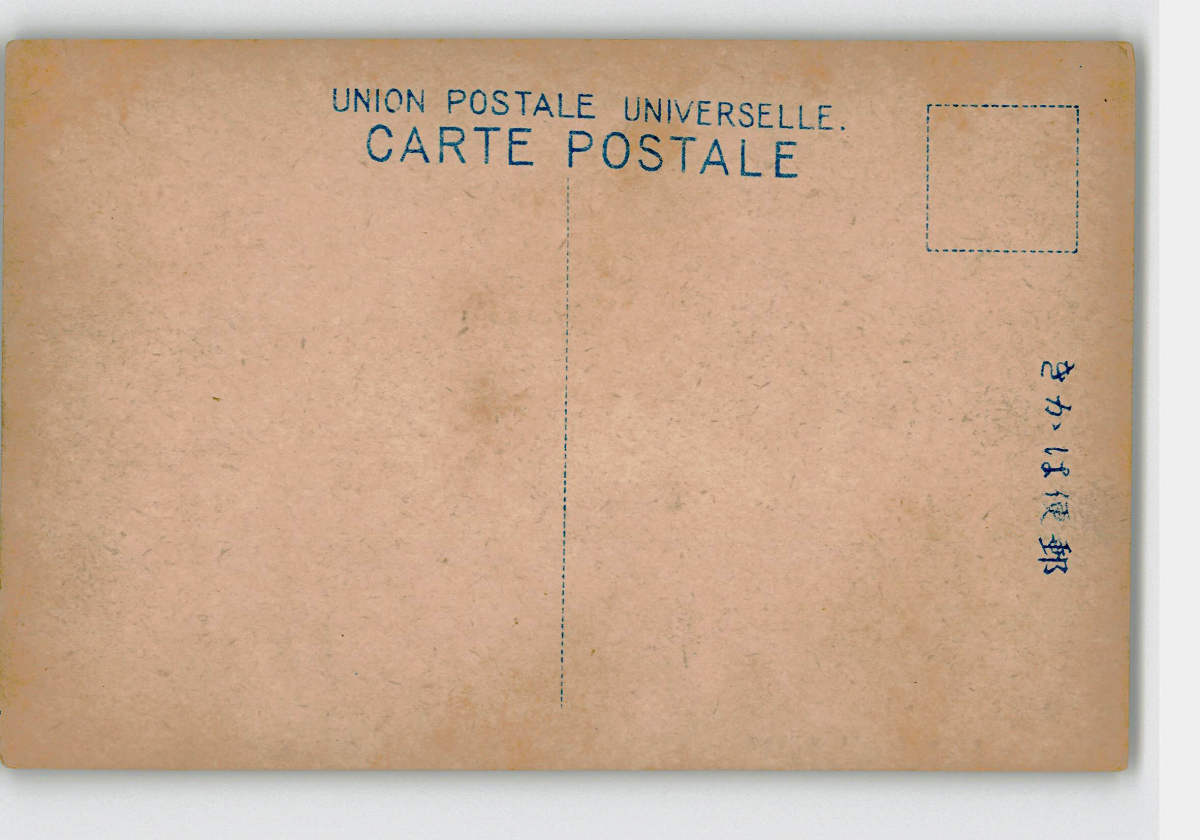 UNION POSTALE UNIVERSELLE.
CARTE POSTALE
郵便はかき